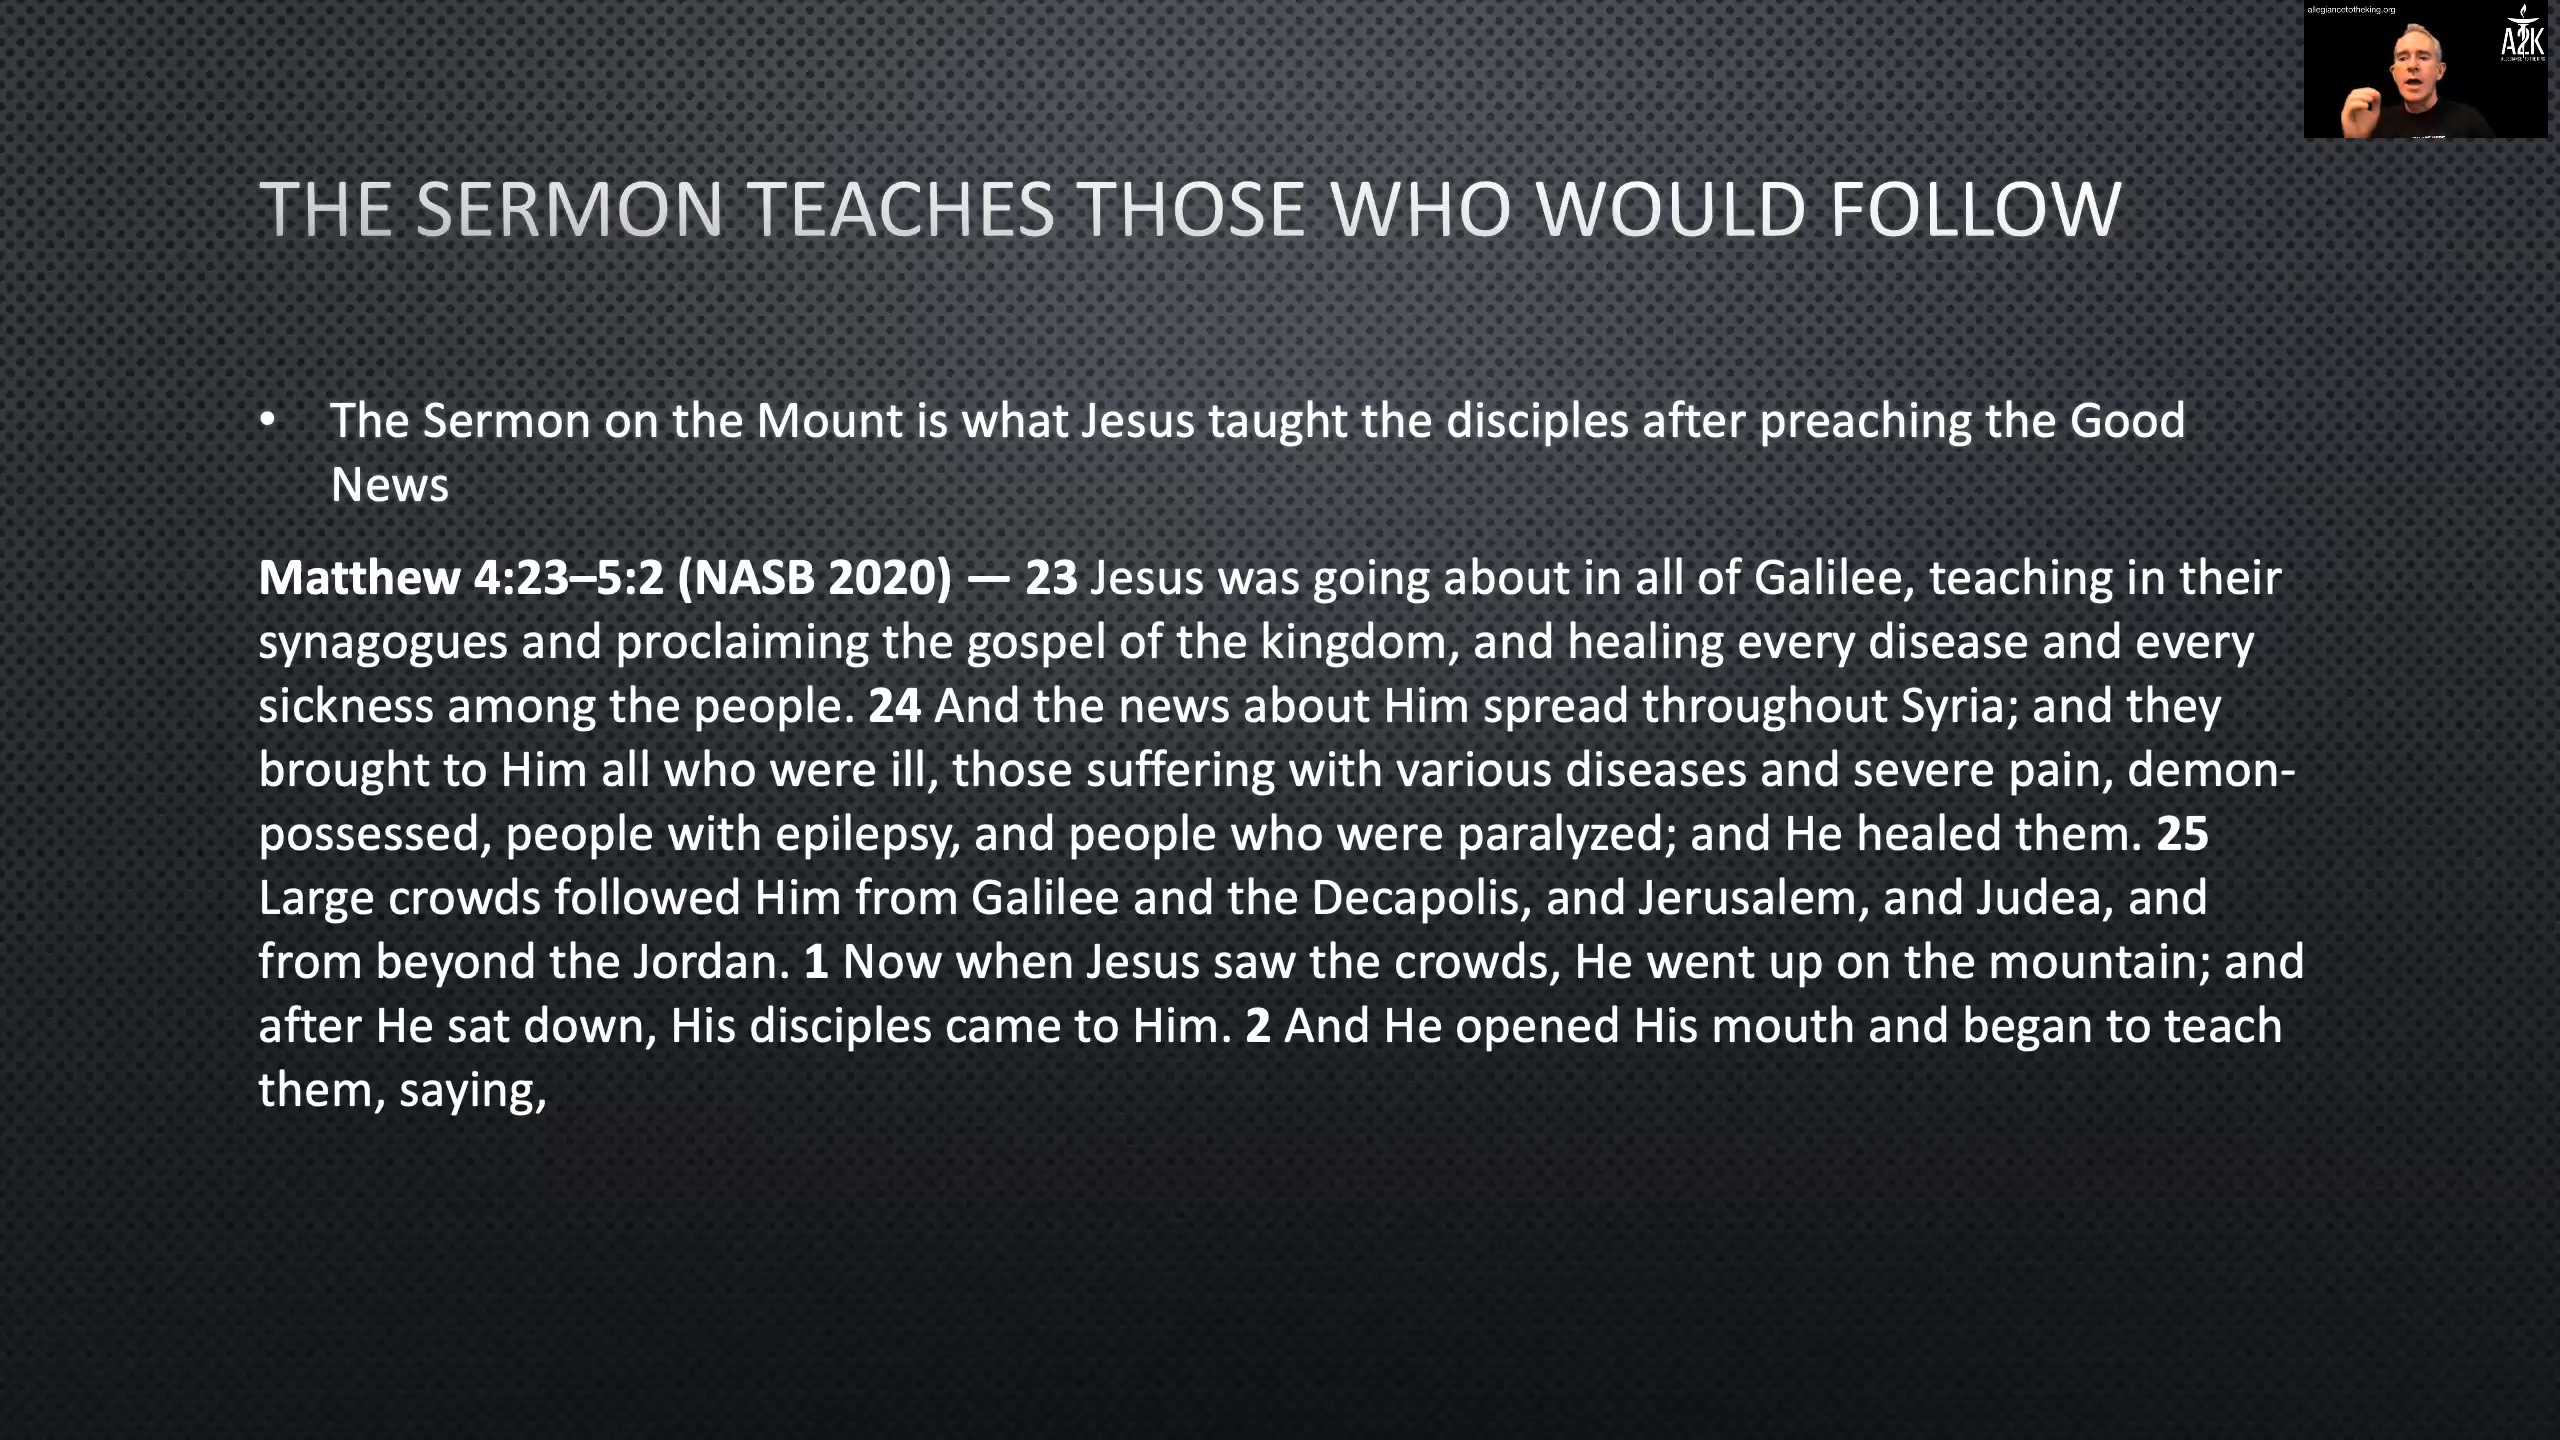 allegiancetotheking.org
A2K
THE SERMON TEACHES THOSE WHO WOULD FOLLOW
• The Sermon on the Mount is what Jesus taught the disciples after preaching the Good
News
Matthew 4:23–5:2 (NASB 2020) — 23 Jesus was going about in all of Galilee, teaching in their
synagogues and proclaiming the gospel of the kingdom, and healing every disease and every
sickness among the people. 24 And the news about Him spread throughout Syria; and they
brought to Him all who were ill, those suffering with various diseases and severe pain, demon-
possessed, people with epilepsy, and people who were paralyzed; and He healed them. 25
Large crowds followed Him from Galilee and the Decapolis, and Jerusalem, and Judea, and
from beyond the Jordan. 1 Now when Jesus saw the crowds, He went up on the mountain; and
after He sat down, His disciples came to Him. 2 And He opened His mouth and began to teach
them, saying,